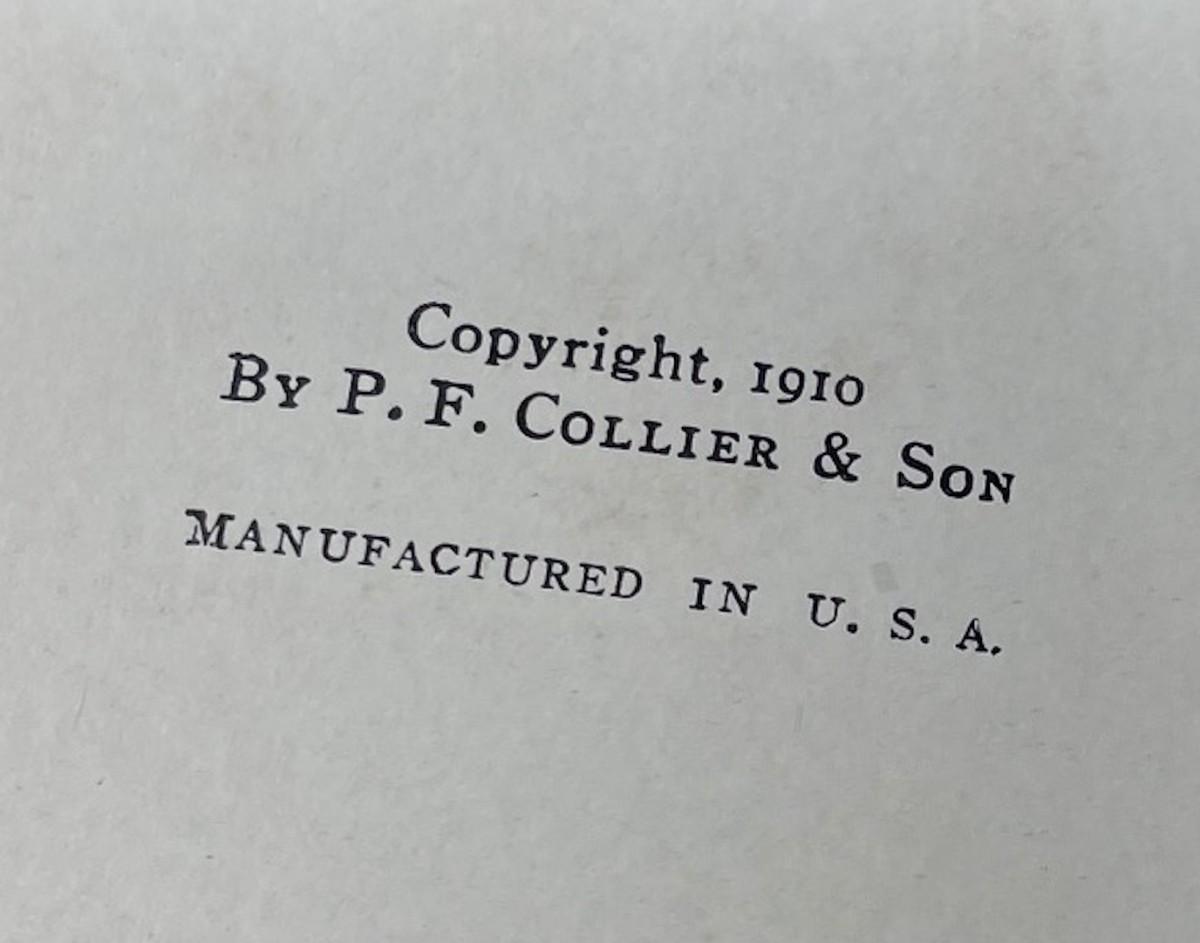 Copyright, 1910
By P. F. Collier & Son
Manufactured in U. S. A.